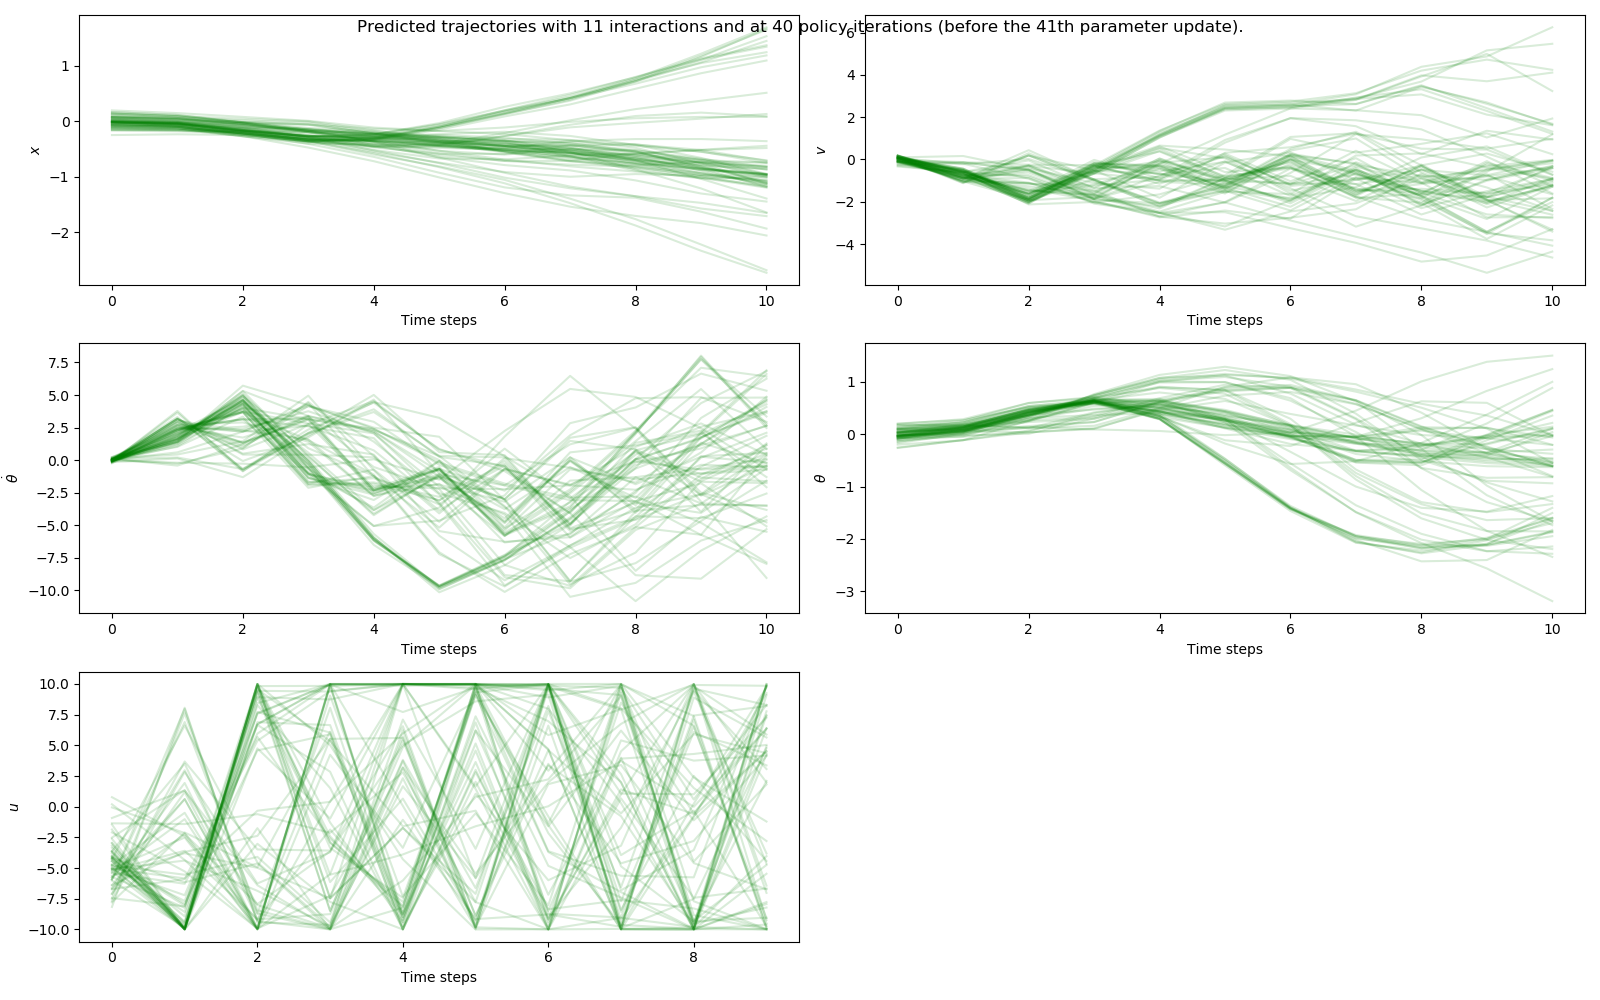 Predicted trajectories with 11 interactions and at 40 policy iterations (before the 41th parameter update).
1
0
−1
−2
x
0 2 4 6 8 10
Time steps
6
4
2
0
−2
−4
v
0 2 4 6 8 10
Time steps
7.5
5.0
2.5
0.0
−2.5
−5.0
−7.5
−10.0
θ̇
0 2 4 6 8 10
Time steps
1
0
−1
−2
−3
θ
0 2 4 6 8 10
Time steps
10.0
7.5
5.0
2.5
0.0
−2.5
−5.0
−7.5
−10.0
u
0 2 4 6 8
Time steps